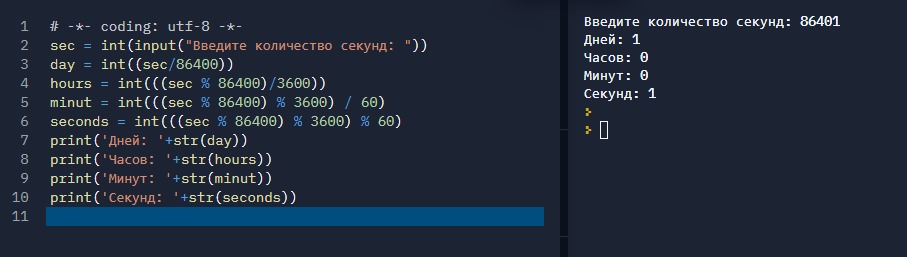 1 # -*- coding: utf-8 -*-
2 sec = int(input("Введите количество секунд: "))
3 day = int((sec/86400))
4 hours = int(((sec % 86400)/3600))
5 minut = int(((sec % 86400) % 3600) / 60)
6 seconds = int(((sec % 86400) % 3600) % 60)
7 print('Дней: '+str(day))
8 print('Часов: '+str(hours))
9 print('Минут: '+str(minut))
10 print('Секунд: '+str(seconds))
11
Введите количество секунд: 86401
Дней: 1
Часов: 0
Минут: 0
Секунд: 1